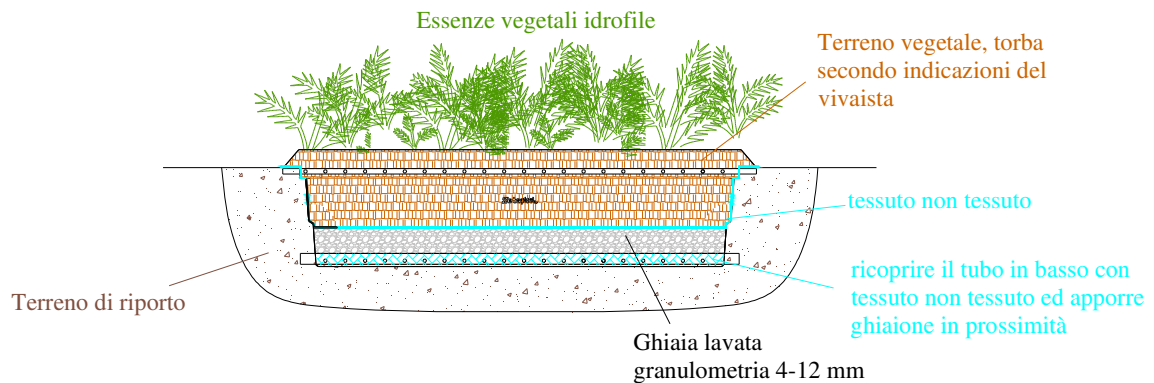 Essenze vegetali idrofile
Terreno vegetale, torba
secondo indicazioni del
vivaista
tessuto non tessuto
ricoprire il tubo in basso con
tessuto non tessuto ed apporre
ghiaione in prossimità
Terreno di riporto
Ghiaia lavata
granulometria 4-12 mm